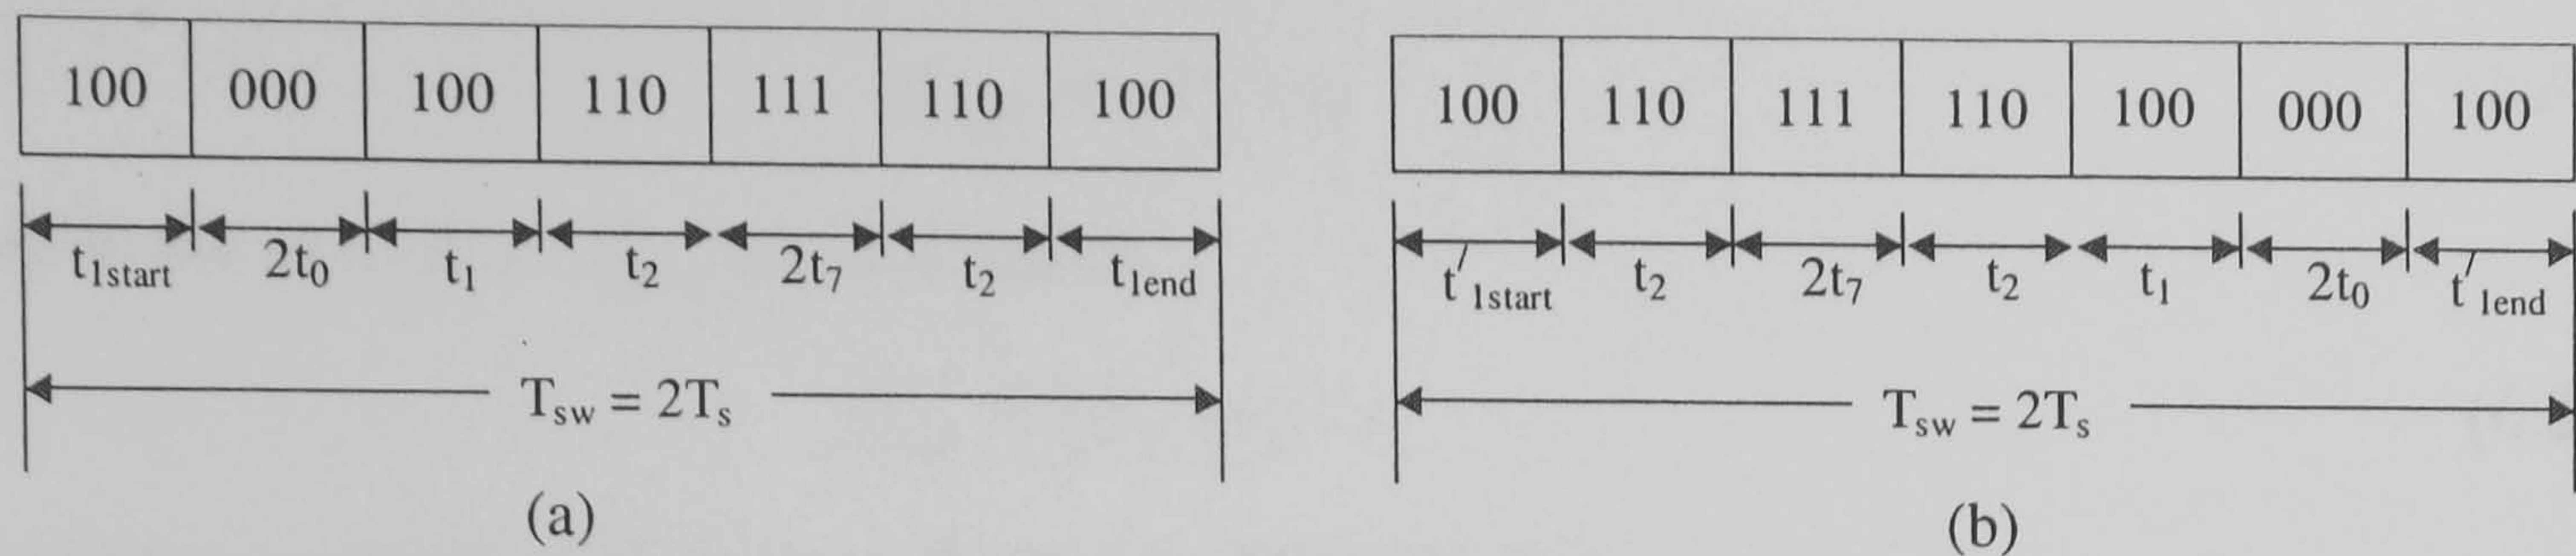 100 000 100 110 111 110 100
t1start 2t0 t1 t2 2t7 t2 t1end
Tsw = 2Ts
(a)
100 110 111 110 100 000 100
t′1start t2 2t7 t2 t1 2t0 t′1end
Tsw = 2Ts
(b)